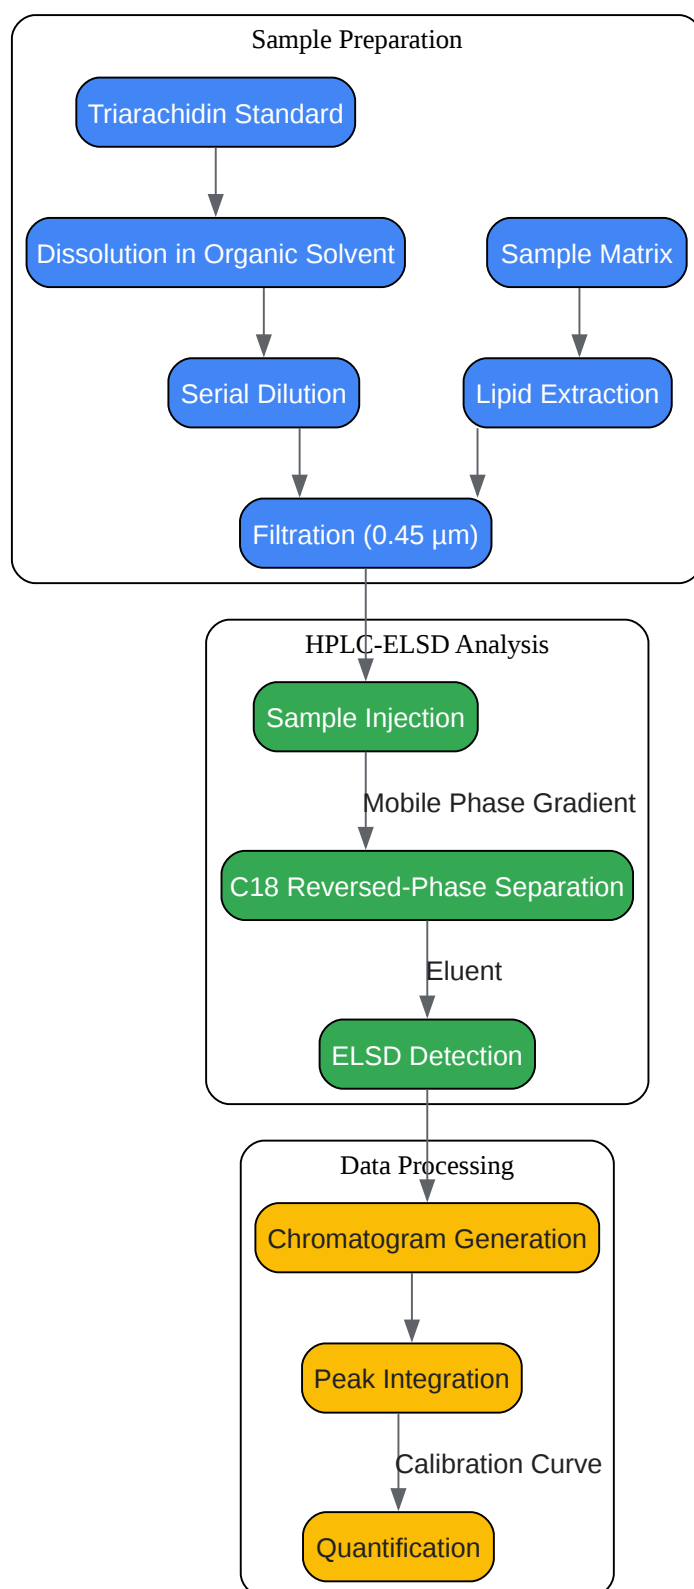 Sample Preparation
Triarachidin Standard
Dissolution in Organic Solvent
Sample Matrix
Serial Dilution
Lipid Extraction
Filtration (0.45 µm)
HPLC-ELSD Analysis
Sample Injection
Mobile Phase Gradient
C18 Reversed-Phase Separation
Eluent
ELSD Detection
Data Processing
Chromatogram Generation
Peak Integration
Calibration Curve
Quantification